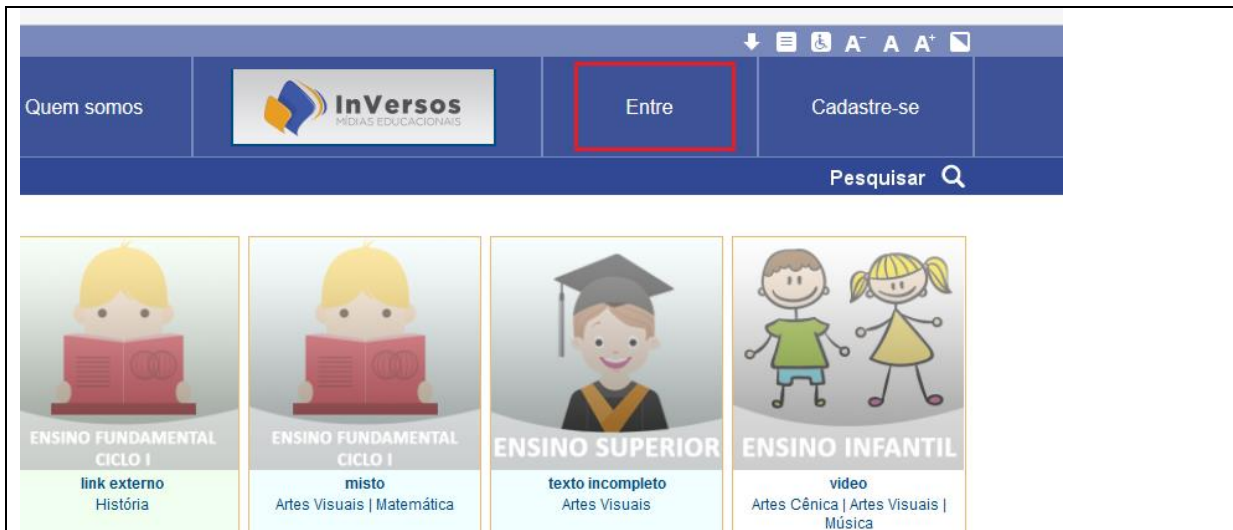 A- A A+
Quem somos
InVersos
MÍDIAS EDUCACIONAIS
Entre
Cadastre-se
Pesquisar
ENSINO FUNDAMENTAL
CICLO I
link externo
História
ENSINO FUNDAMENTAL
CICLO I
misto
Artes Visuais | Matemática
ENSINO SUPERIOR
texto incompleto
Artes Visuais
ENSINO INFANTIL
video
Artes Cênica | Artes Visuais |
Música